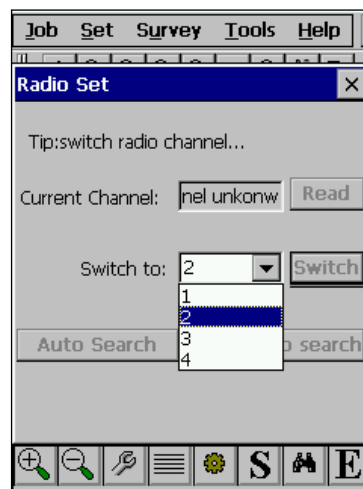 Job Set Survey Tools Help
Radio Set
Tip:switch radio channel...
Current Channel: nel unkonw Read
Switch to: 2 Switch
1
2
3
4
Auto Search search
S E